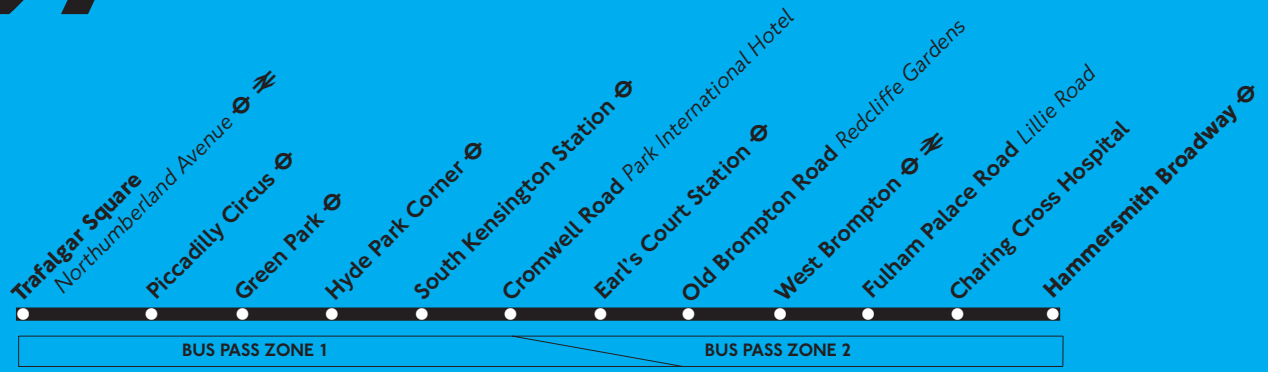 Trafalgar Square
Northumberland Avenue
Piccadilly Circus
Green Park
Hyde Park Corner
South Kensington Station
Cromwell Road Park International Hotel
Earl's Court Station
Old Brompton Road Redcliffe Gardens
West Brompton
Fulham Palace Road Lillie Road
Charing Cross Hospital
Hammersmith Broadway
BUS PASS ZONE 1
BUS PASS ZONE 2